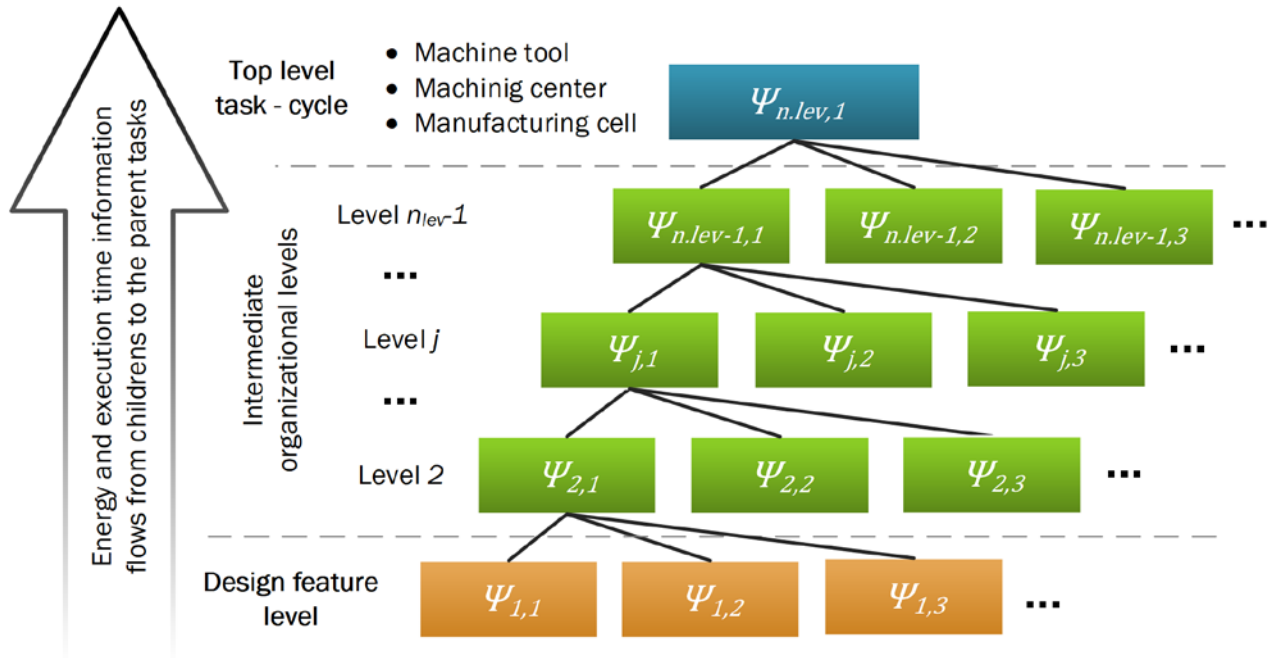 Energy and execution time information
flows from childrens to the parent tasks
Top level
task - cycle
● Machine tool
● Machinig center
● Manufacturing cell
Ψn.lev,1
Intermediate
organizational levels
Level nlev-1
Ψn.lev-1,1
Ψn.lev-1,2
Ψn.lev-1,3
...
...
Level j
Ψj,1
Ψj,2
Ψj,3
...
...
Level 2
Ψ2,1
Ψ2,2
Ψ2,3
...
Design feature
level
Ψ1,1
Ψ1,2
Ψ1,3
...